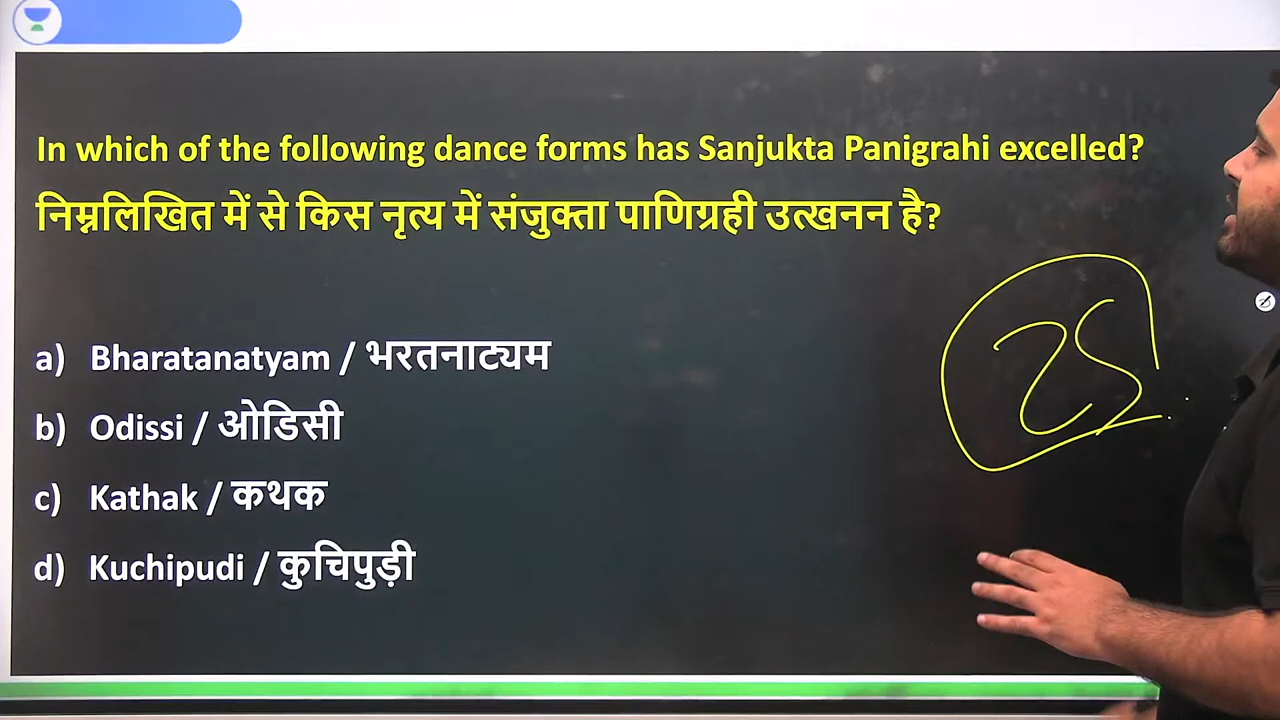 In which of the following dance forms has Sanjukta Panigrahi excelled?
निम्नलिखित में से किस नृत्य में संजुक्ता पाणिग्रही उत्खनन है?
a) Bharatanatyam / भरतनाट्यम
b) Odissi / ओडिसी
25
c) Kathak / कथक
d) Kuchipudi / कुचिपुड़ी